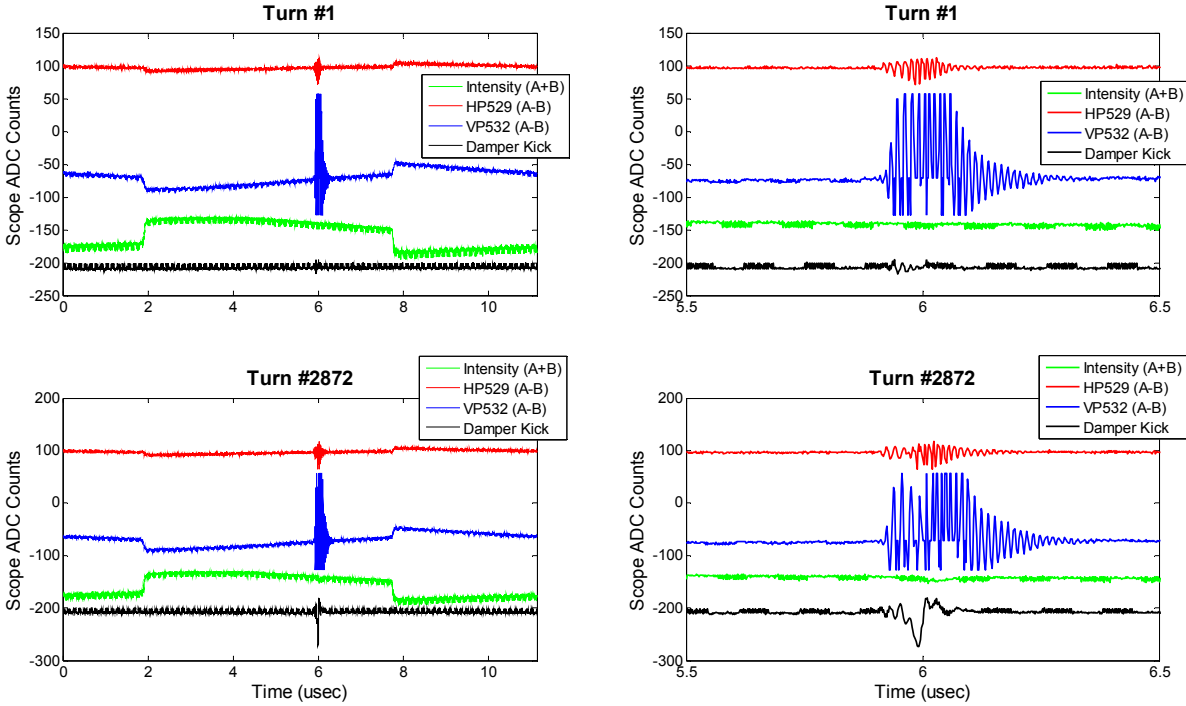 Turn #1
150
100
50
0
-50
-100
-150
-200
-250
0
2
4
6
8
10
Scope ADC Counts
Intensity (A+B)
HP529 (A-B)
VP532 (A-B)
Damper Kick
Turn #1
150
100
50
0
-50
-100
-150
-200
-250
5.5
6
6.5
Scope ADC Counts
Intensity (A+B)
HP529 (A-B)
VP532 (A-B)
Damper Kick
Turn #2872
200
100
0
-100
-200
-300
0
2
4
6
8
10
Scope ADC Counts
Time (usec)
Intensity (A+B)
HP529 (A-B)
VP532 (A-B)
Damper Kick
Turn #2872
200
100
0
-100
-200
-300
5.5
6
6.5
Scope ADC Counts
Time (usec)
Intensity (A+B)
HP529 (A-B)
VP532 (A-B)
Damper Kick